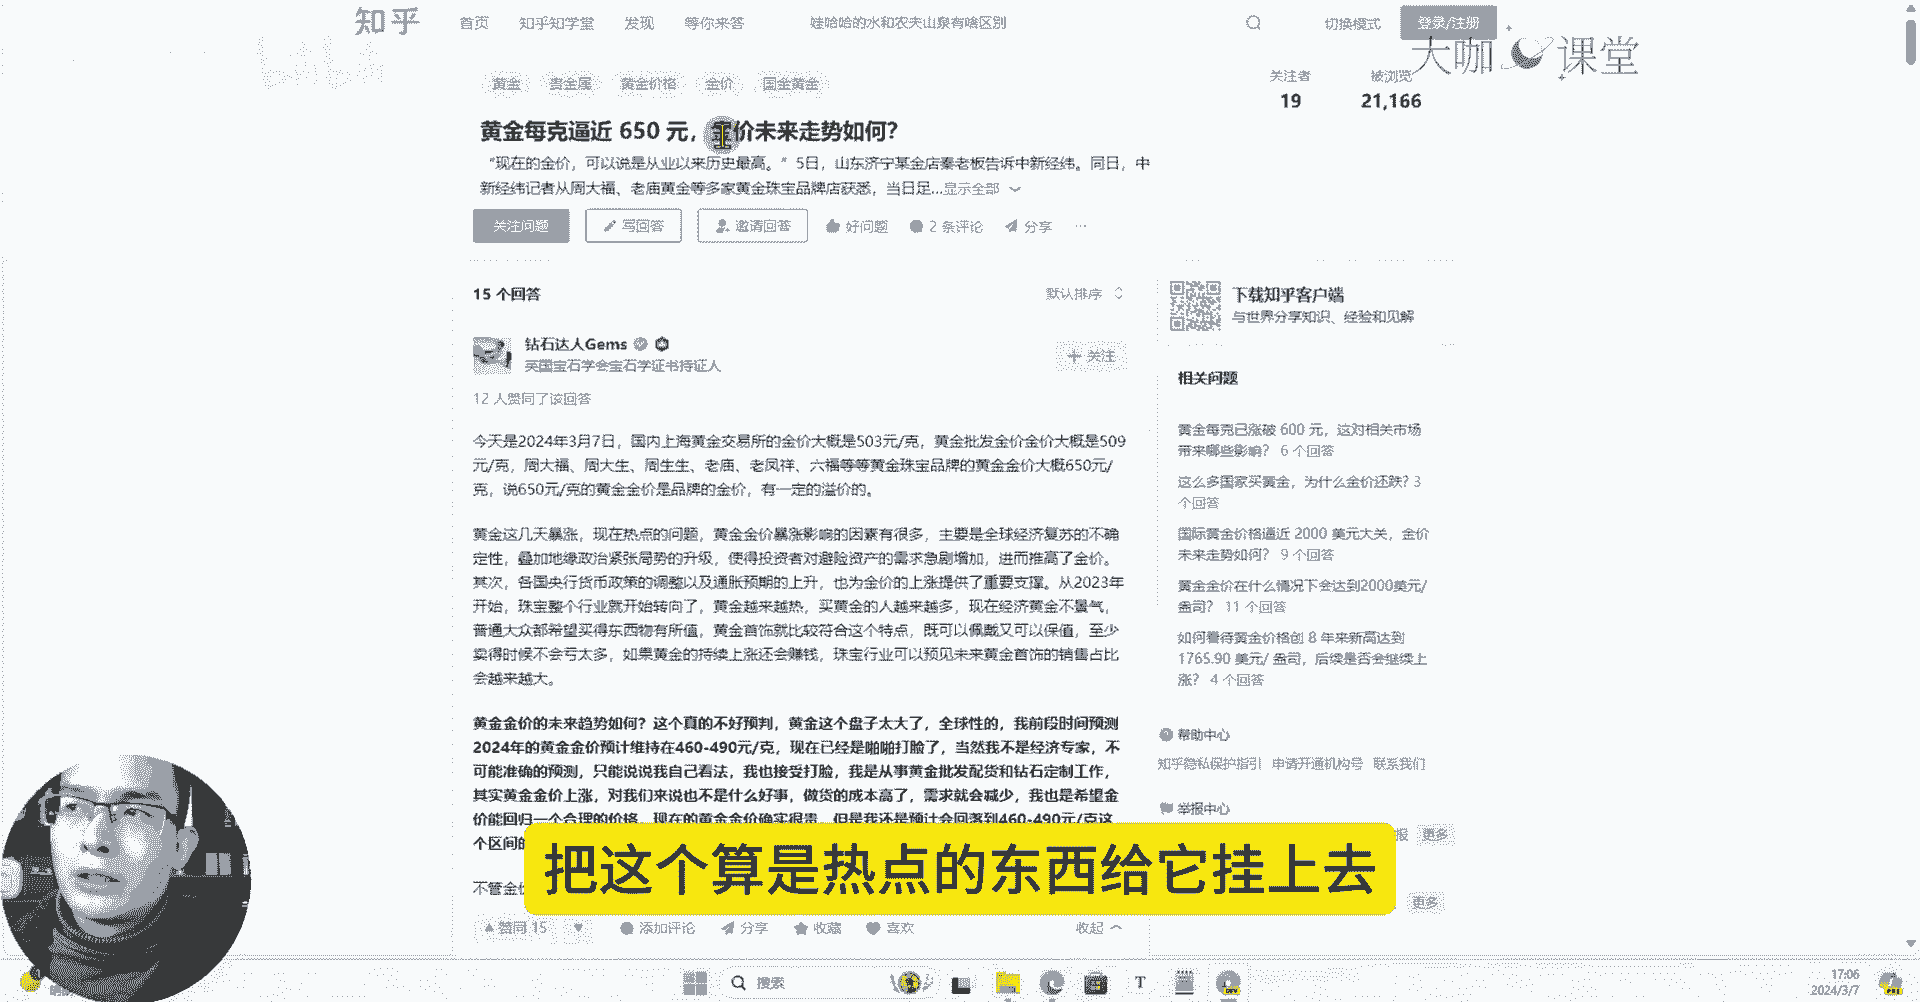 知乎
首页 知乎知学堂 发现 等你来答 娃哈哈的水和农夫山泉有啥区别 切换模式 登录/注册
bilibili
大咖 课堂
黄金 贵金属 黄金价格 金价 国金黄金
关注者 被浏览
19 21,166
黄金每克逼近 650 元，金价未来走势如何？
“现在的金价，可以说是从业以来历史最高。”5日，山东济宁某金店秦老板告诉中新经纬。同日，中
新经纬记者从周大福、老庙黄金等多家黄金珠宝品牌店获悉，当日足...显示全部
关注问题 写回答 邀请回答 好问题 2 条评论 分享 ...
15 个回答 默认排序
钻石达人Gems
英国宝石学会宝石学证书持证人
+ 关注
12 人赞同了该回答
今天是2024年3月7日，国内上海黄金交易所的金价大概是503元/克，黄金批发金价金价大概是509
元/克，周大福、周大生、周生生、老庙、老凤祥、六福等等黄金珠宝品牌的黄金金价大概650元/
克，说650元/克的黄金金价是品牌的金价，有一定的溢价的。
黄金这几天暴涨，现在热点的问题，黄金金价暴涨影响的因素有很多，主要是全球经济复苏的不确
定性，叠加地缘政治紧张局势的升级，使得投资者对避险资产的需求急剧增加，进而推高了金价。
其次，各国央行货币政策的调整以及通胀预期的上升，也为金价的上涨提供了重要支撑。从2023年
开始，珠宝整个行业就开始转向了，黄金越来越热，买黄金的人越来越多，现在经济黄金不景气，
普通大众都希望买得东西物有所值，黄金首饰就比较符合这个特点，既可以佩戴又可以保值，至少
卖得时候不会亏太多，如果黄金的持续上涨还会赚钱，珠宝行业可以预见未来黄金首饰的销售占比
会越来越大。
黄金金价的未来趋势如何？这个真的不好预判，黄金这个盘子太大了，全球性的，我前段时间预测
2024年的黄金金价预计维持在460-490元/克，现在已经是啪啪打脸了，当然我不是经济专家，不
可能准确的预测，只能说说我自己看法，我也接受打脸，我是从事黄金批发配货和钻石定制工作，
其实黄金金价上涨，对我们来说也不是什么好事，做货的成本高了，需求就会减少，我也是希望金
价能回归一个合理的价格，现在的黄金金价确实很贵，但是我还是预计会回落到460-490元/克这
个区间的
不管金价
赞同 15 添加评论 分享 收藏 喜欢 收起
下载知乎客户端
与世界分享知识、经验和见解
相关问题
黄金每克已涨破 600 元，这对相关市场
带来哪些影响？ 6 个回答
这么多国家买黄金，为什么金价还跌？3
个回答
国际黄金价格逼近 2000 美元大关，金价
未来走势如何？ 9 个回答
黄金金价在什么情况下会达到2000美元/
盎司？ 11 个回答
如何看待黄金价格创 8 年来新高达到
1765.90 美元/ 盎司，后续是否会继续上
涨？ 4 个回答
帮助中心
知乎隐私保护指引 申请开通机构号 联系我们
举报中心
报 更多
更多
把这个算是热点的东西给它挂上去
搜索
17:06
2024/3/7